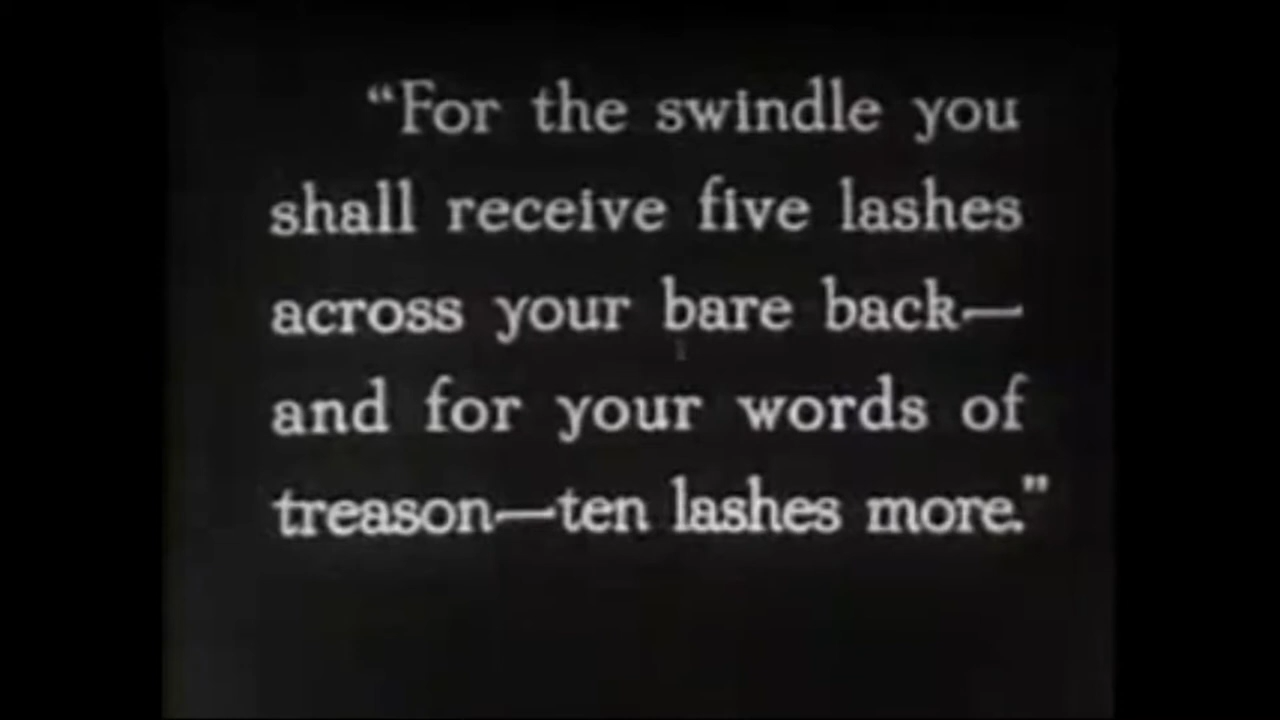 “For the swindle you
shall receive five lashes
across your bare back—
and for your words of
treason—ten lashes more.”